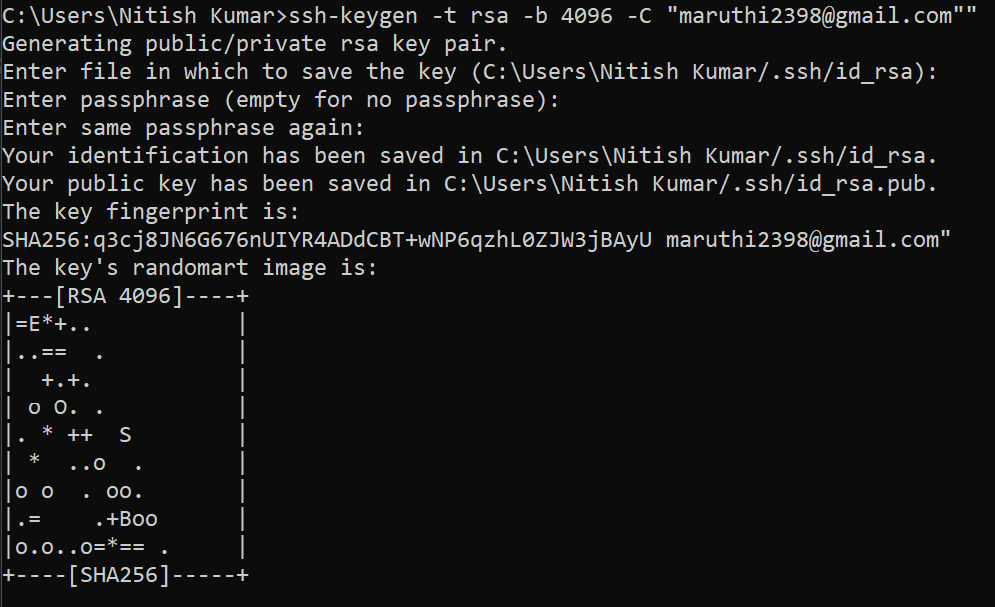 C:\Users\Nitish Kumar>ssh-keygen -t rsa -b 4096 -C "maruthi2398@gmail.com""
Generating public/private rsa key pair.
Enter file in which to save the key (C:\Users\Nitish Kumar/.ssh/id_rsa):
Enter passphrase (empty for no passphrase):
Enter same passphrase again:
Your identification has been saved in C:\Users\Nitish Kumar/.ssh/id_rsa.
Your public key has been saved in C:\Users\Nitish Kumar/.ssh/id_rsa.pub.
The key fingerprint is:
SHA256:q3cj8JN6G676nUIYR4ADdCBT+wNP6qzhL0ZJW3jBAyU maruthi2398@gmail.com"
The key's randomart image is:
+---[RSA 4096]----+
|=E*+..           |
|..==  .          |
|  +.+.           |
| o O. .          |
|. * ++  S        |
| *  ..o  .       |
|o o  . oo.       |
|.=    .+Boo      |
|o.o..o=*== .     |
+----[SHA256]-----+